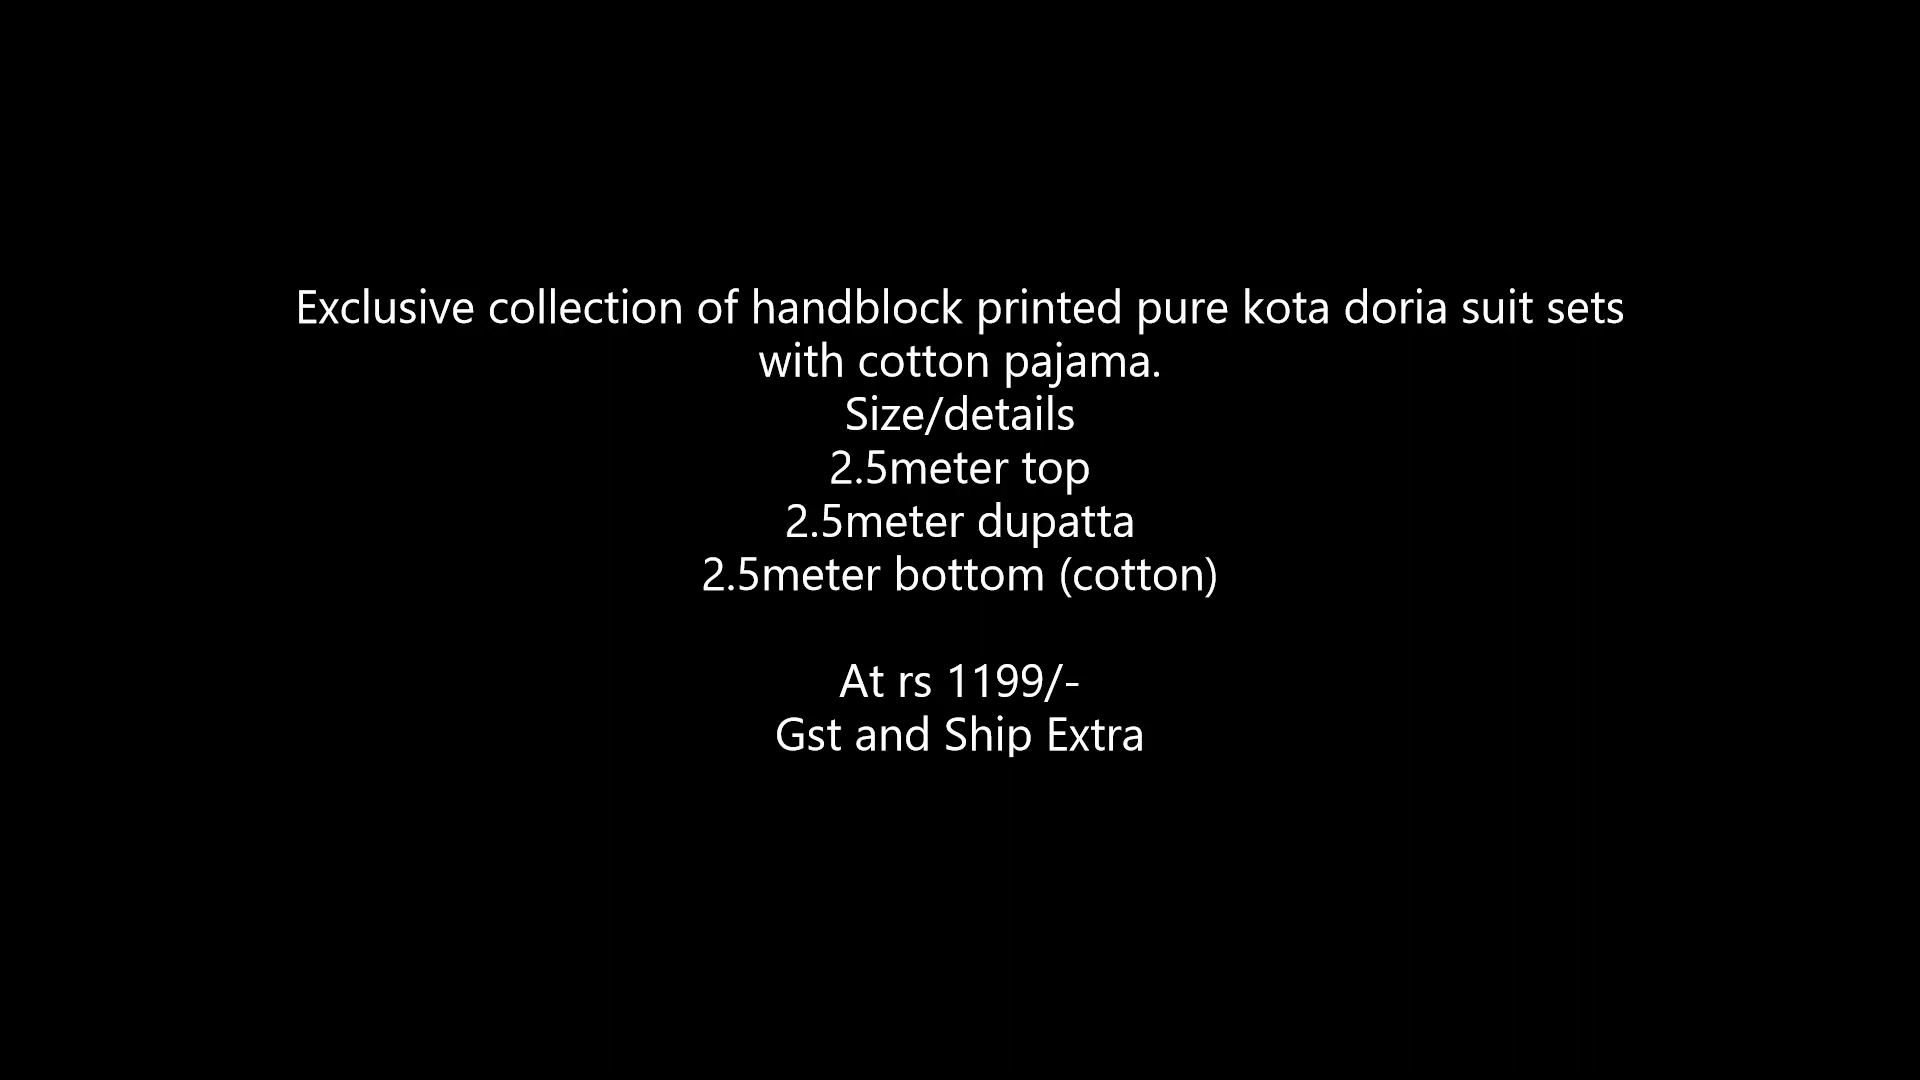 Exclusive collection of handblock printed pure kota doria suit sets
with cotton pajama.
Size/details
2.5meter top
2.5meter dupatta
2.5meter bottom (cotton)
At rs 1199/-
Gst and Ship Extra